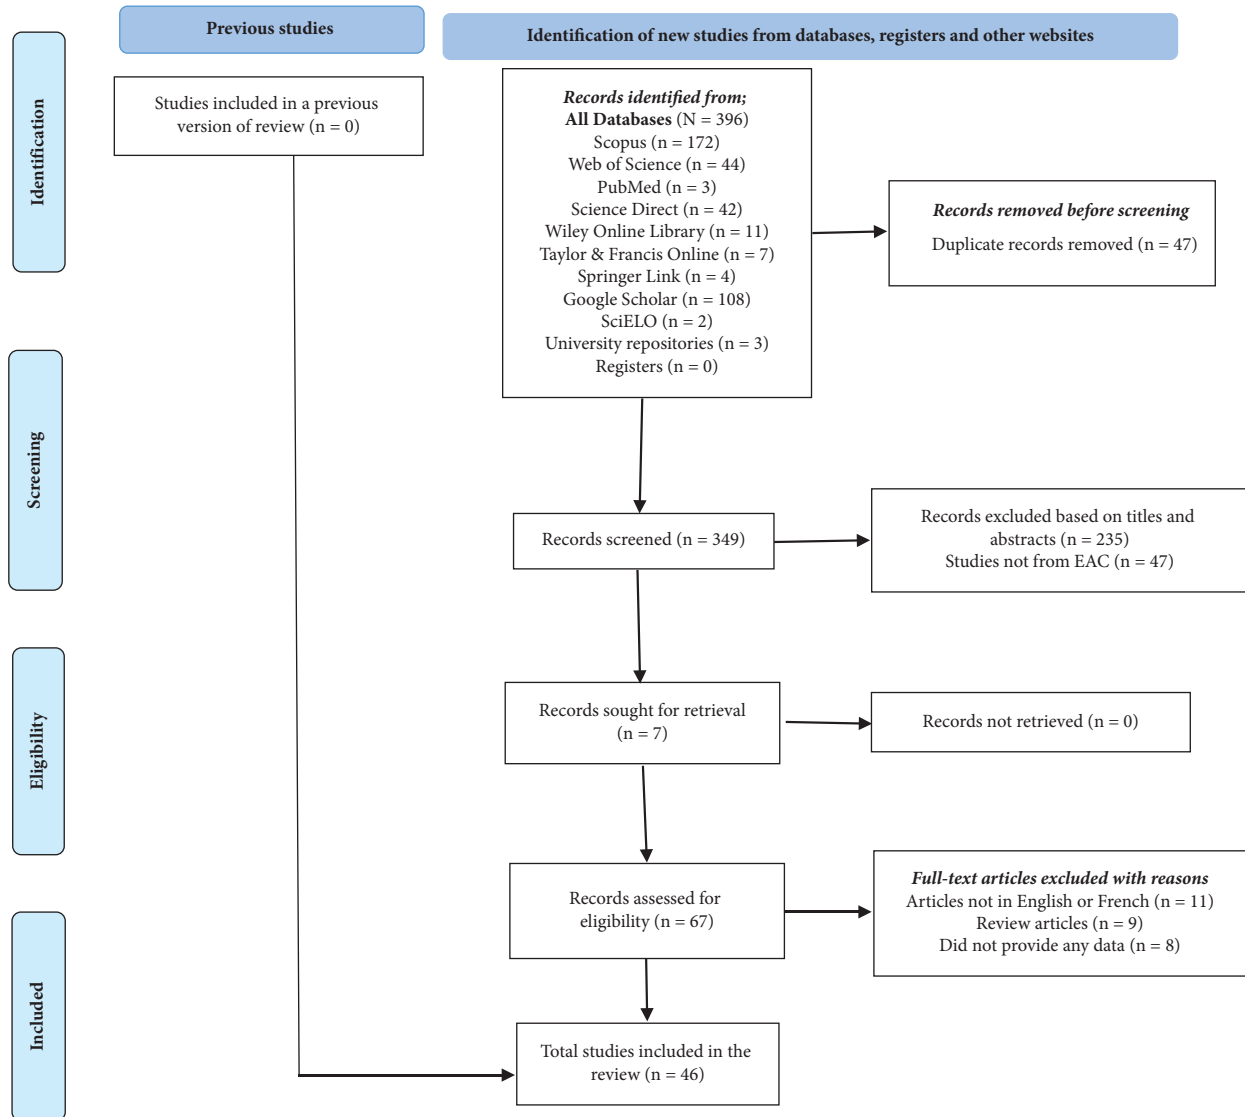 Previous studies
Identification of new studies from databases, registers and other websites
Identification
Studies included in a previous
version of review (n = 0)
Records identified from;
All Databases (N = 396)
Scopus (n = 172)
Web of Science (n = 44)
PubMed (n = 3)
Science Direct (n = 42)
Wiley Online Library (n = 11)
Taylor & Francis Online (n = 7)
Springer Link (n = 4)
Google Scholar (n = 108)
SciELO (n = 2)
University repositories (n = 3)
Registers (n = 0)
Records removed before screening
Duplicate records removed (n = 47)
Screening
Records screened (n = 349)
Records excluded based on titles and
abstracts (n = 235)
Studies not from EAC (n = 47)
Eligibility
Records sought for retrieval
(n = 7)
Records not retrieved (n = 0)
Records assessed for
eligibility (n = 67)
Full-text articles excluded with reasons
Articles not in English or French (n = 11)
Review articles (n = 9)
Did not provide any data (n = 8)
Included
Total studies included in the
review (n = 46)